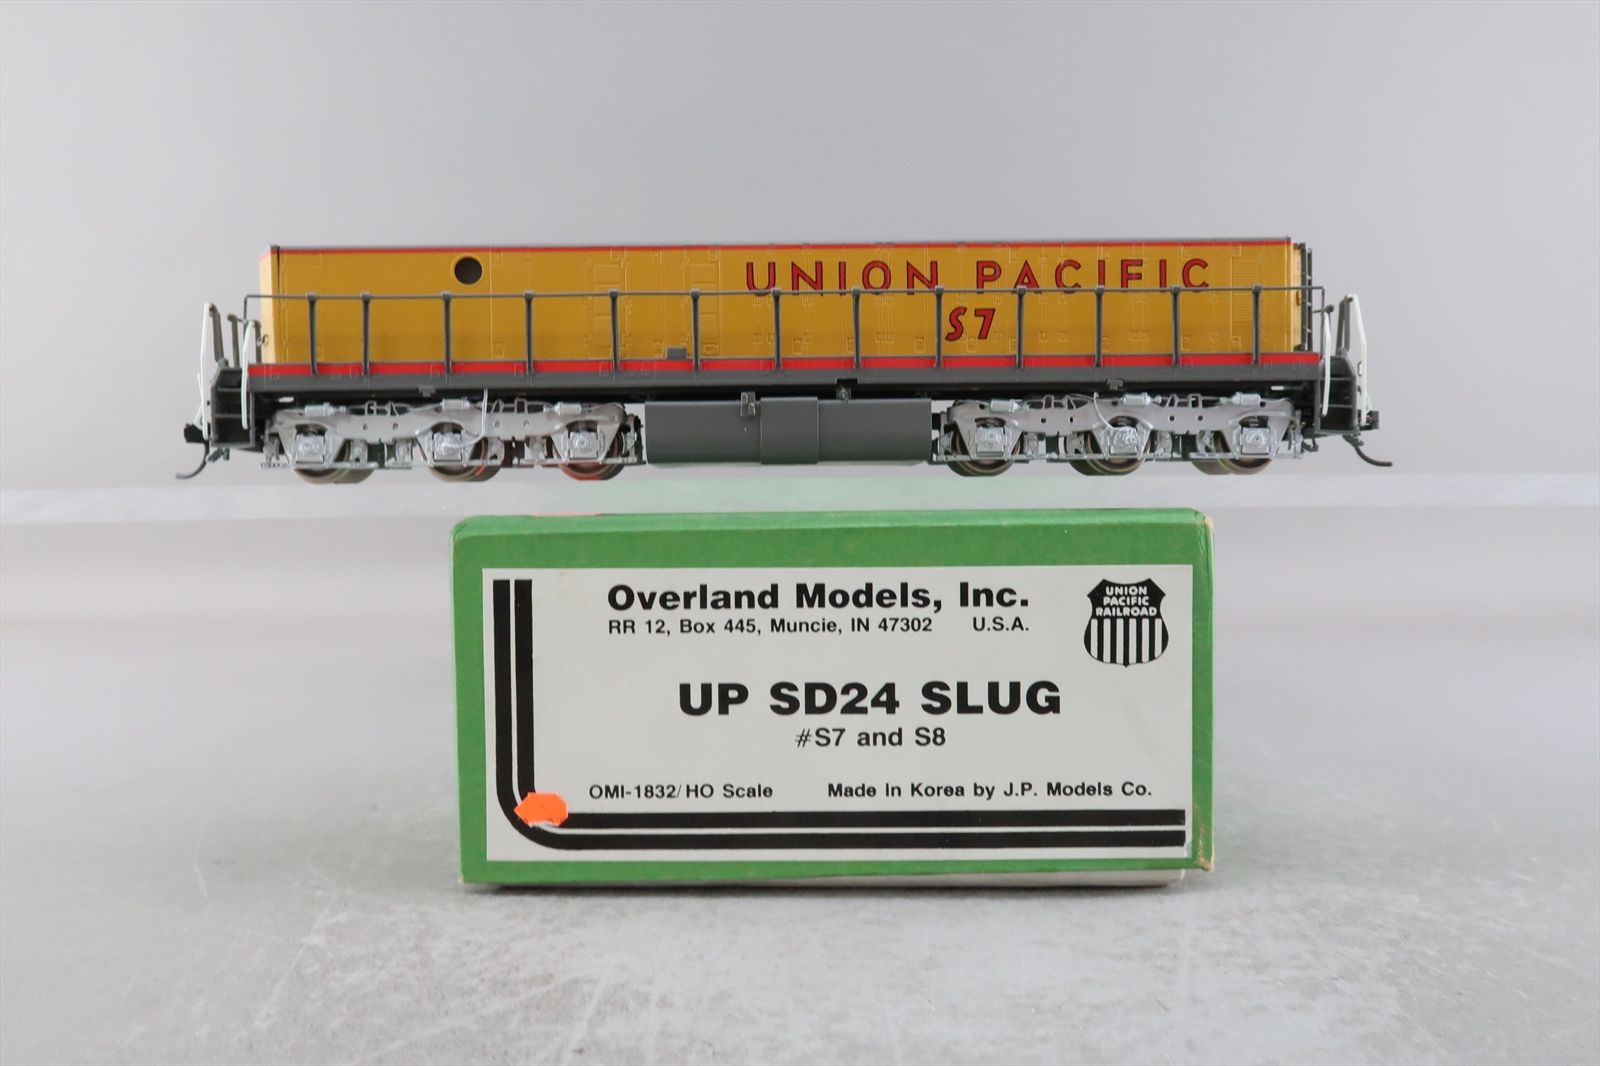 UNION PACIFIC
S7
Overland Models, Inc.
RR 12, Box 445, Muncie, IN 47302 U.S.A.
UNION
PACIFIC
RAILROAD
UP SD24 SLUG
#S7 and S8
OMI-1832/HO Scale Made In Korea by J.P. Models Co.